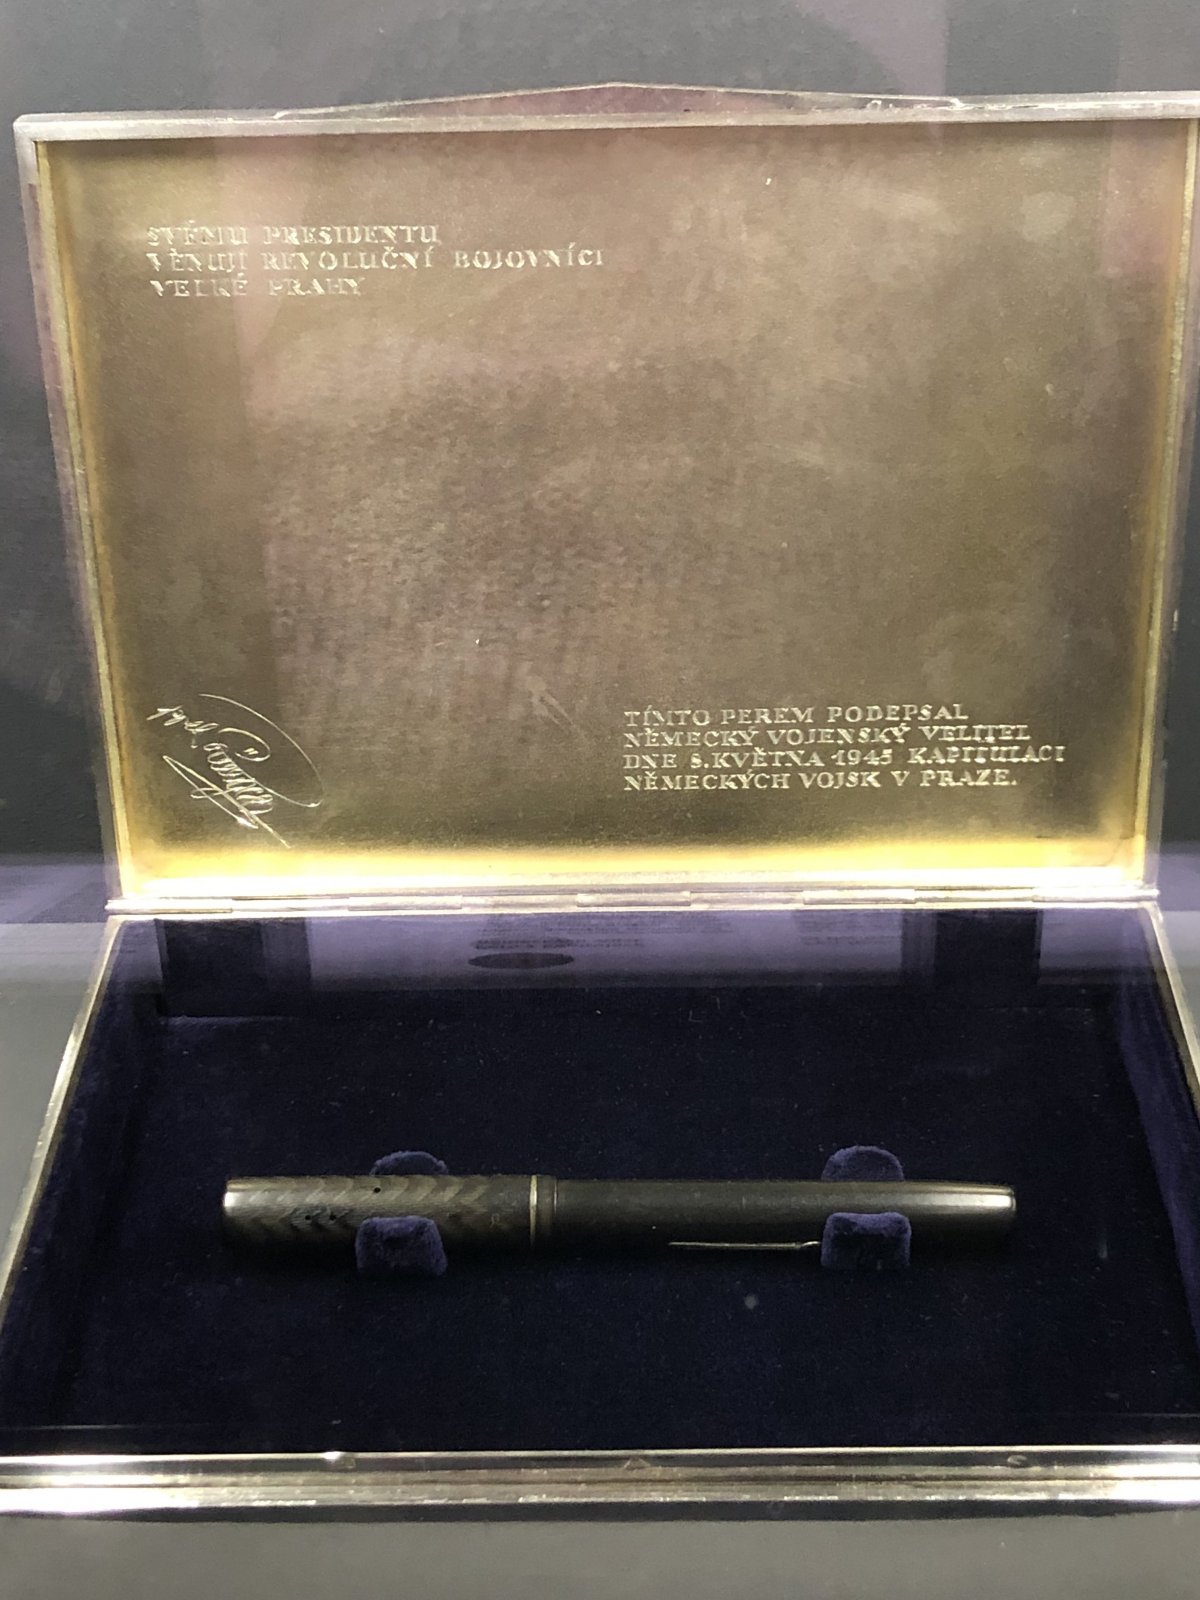 SVÉMU PRESIDENTU
VĚNUJÍ REVOLUČNÍ BOJOVNÍCI
VELKÉ PRAHY
TÍMTO PEREM PODEPSAL
NĚMECKÝ VOJENSKÝ VELITEL
DNE 8. KVĚTNA 1945 KAPITULACI
NĚMECKÝCH VOJSK V PRAZE.